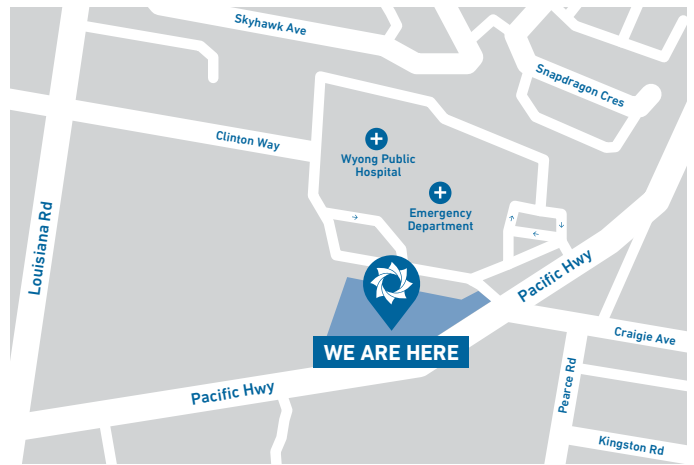 Skyhawk Ave
Snapdragon Cres
Clinton Way
Wyong Public
Hospital
Emergency
Department
Louisiana Rd
Pacific Hwy
WE ARE HERE
Craigie Ave
Pearce Rd
Pacific Hwy
Kingston Rd